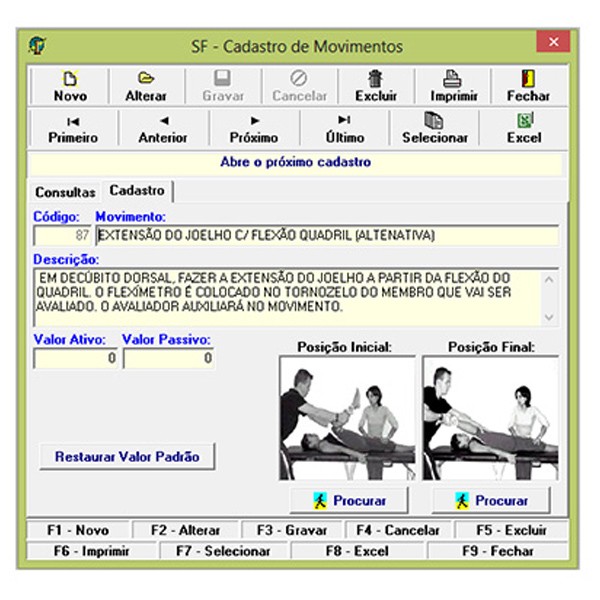 SF - Cadastro de Movimentos
Novo Alterar Gravar Cancelar Excluir Imprimir Fechar
Primeiro Anterior Próximo Último Selecionar Excel
Abre o próximo cadastro
Consultas Cadastro
Código: Movimento:
87 EXTENSÃO DO JOELHO C/ FLEXÃO QUADRIL (ALTENATIVA)
Descrição:
EM DECÚBITO DORSAL, FAZER A EXTENSÃO DO JOELHO A PARTIR DA FLEXÃO DO
QUADRIL. O FLEXÍMETRO É COLOCADO NO TORNOZELO DO MEMBRO QUE VAI SER
AVALIADO. O AVALIADOR AUXILIARÁ NO MOVIMENTO.
Valor Ativo: Valor Passivo: Posição Inicial: Posição Final:
0 0
Restaurar Valor Padrão
Procurar Procurar
F1 - Novo F2 - Alterar F3 - Gravar F4 - Cancelar F5 - Excluir
F6 - Imprimir F7 - Selecionar F8 - Excel F9 - Fechar